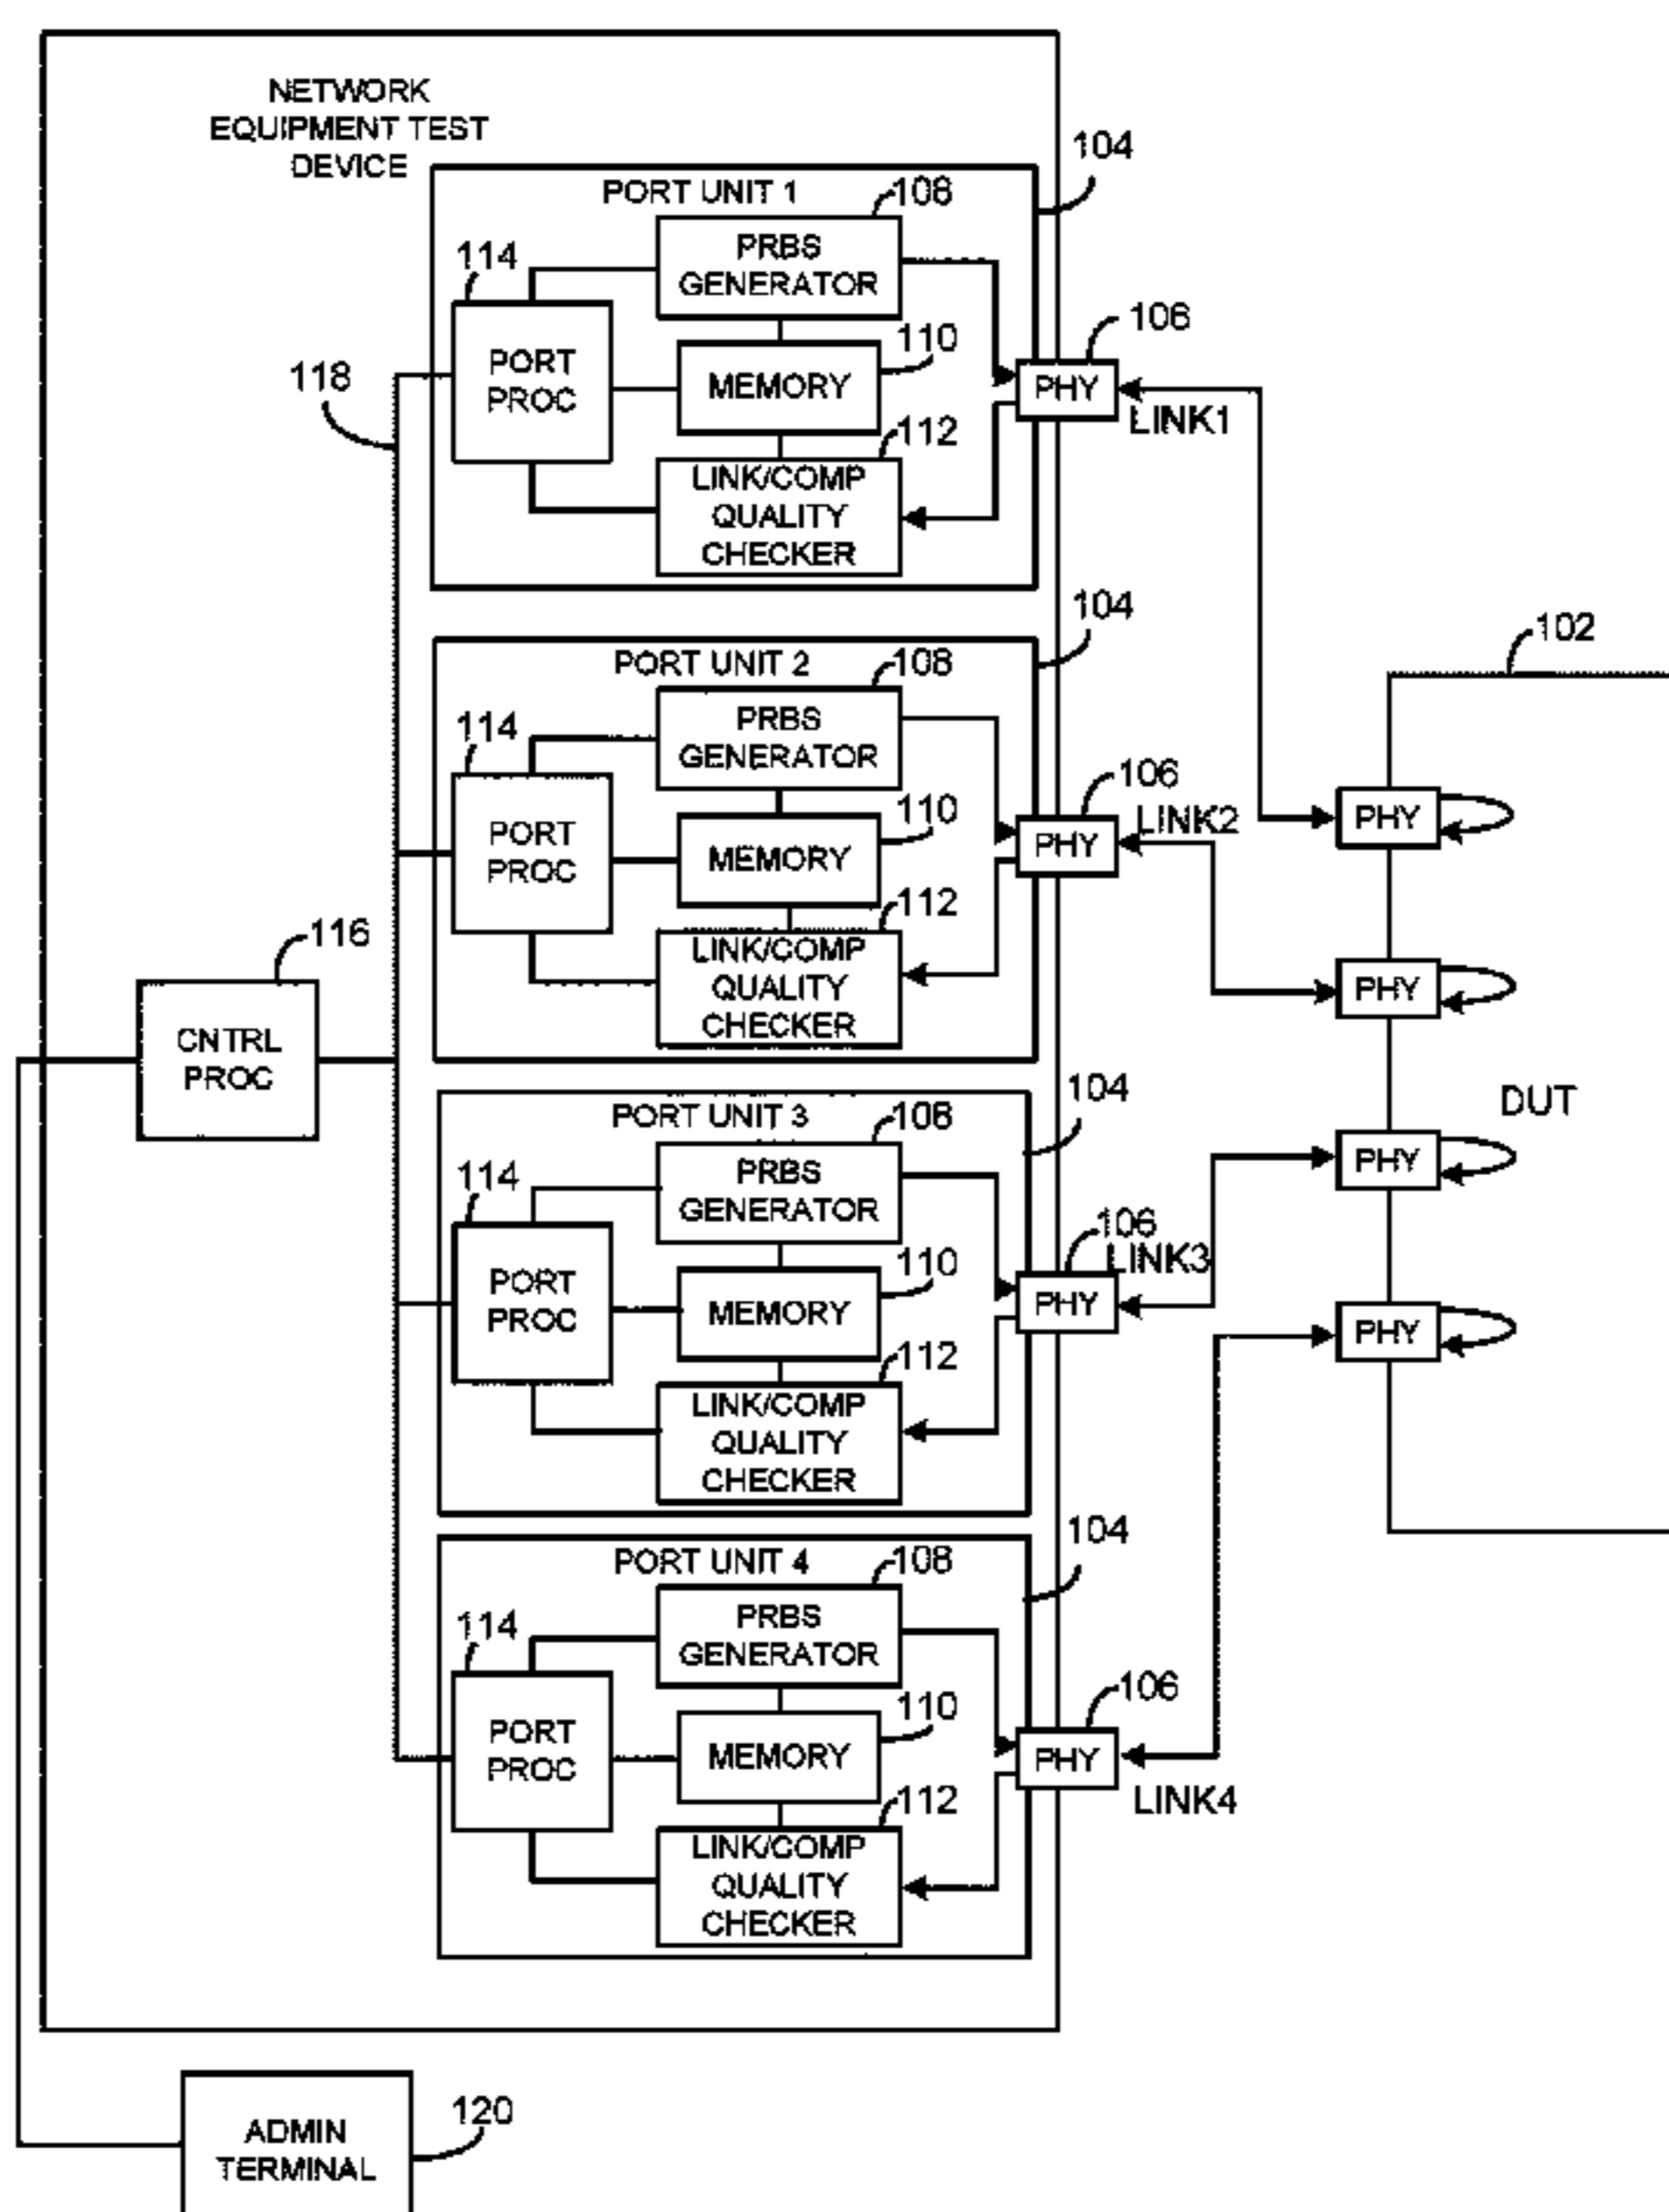 NETWORK
EQUIPMENT TEST
DEVICE
104
PORT UNIT 1
108
PRBS
GENERATOR
114
PORT
PROC
110
MEMORY
106
PHY
LINK1
118
112
LINK/COMP
QUALITY
CHECKER
104
PORT UNIT 2
108
PRBS
GENERATOR
114
PORT
PROC
110
MEMORY
106
PHY
LINK2
112
LINK/COMP
QUALITY
CHECKER
102
PHY
PHY
DUT
PHY
PHY
116
CNTRL
PROC
104
PORT UNIT 3
108
PRBS
GENERATOR
114
PORT
PROC
110
MEMORY
106
LINK3
PHY
112
LINK/COMP
QUALITY
CHECKER
104
PORT UNIT 4
108
PRBS
GENERATOR
114
PORT
PROC
110
MEMORY
106
PHY
LINK4
112
LINK/COMP
QUALITY
CHECKER
120
ADMIN
TERMINAL